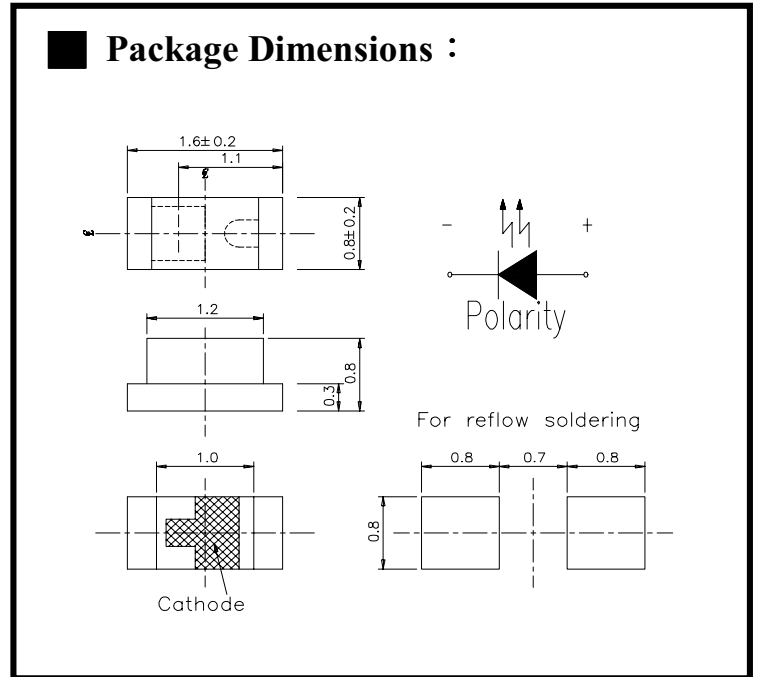 Package Dimensions：
1.6±0.2
1.1
0.8±0.2
- +
Polarity
1.2
0.8
0.3
For reflow soldering
1.0
0.8 0.7 0.8
0.8
Cathode